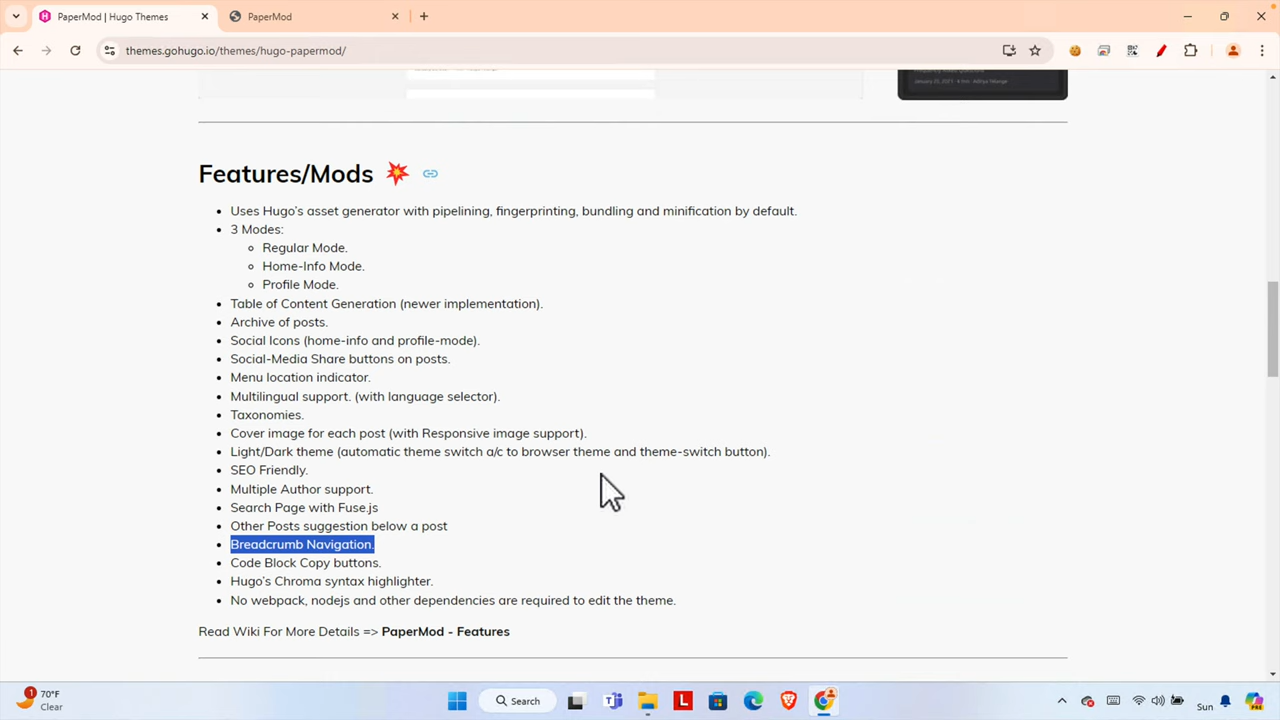 PaperMod | Hugo Themes
PaperMod
themes.gohugo.io/themes/hugo-papermod/
Features/Mods
Uses Hugo's asset generator with pipelining, fingerprinting, bundling and minification by default.
3 Modes:
Regular Mode.
Home-Info Mode.
Profile Mode.
Table of Content Generation (newer implementation).
Archive of posts.
Social Icons (home-info and profile-mode).
Social-Media Share buttons on posts.
Menu location indicator.
Multilingual support. (with language selector).
Taxonomies.
Cover image for each post (with Responsive image support).
Light/Dark theme (automatic theme switch a/c to browser theme and theme-switch button).
SEO Friendly.
Multiple Author support.
Search Page with Fuse.js
Other Posts suggestion below a post
Breadcrumb Navigation.
Code Block Copy buttons.
Hugo's Chroma syntax highlighter.
No webpack, nodejs and other dependencies are required to edit the theme.
Read Wiki For More Details => PaperMod - Features
1
70°F
Clear
Search
L
Sun